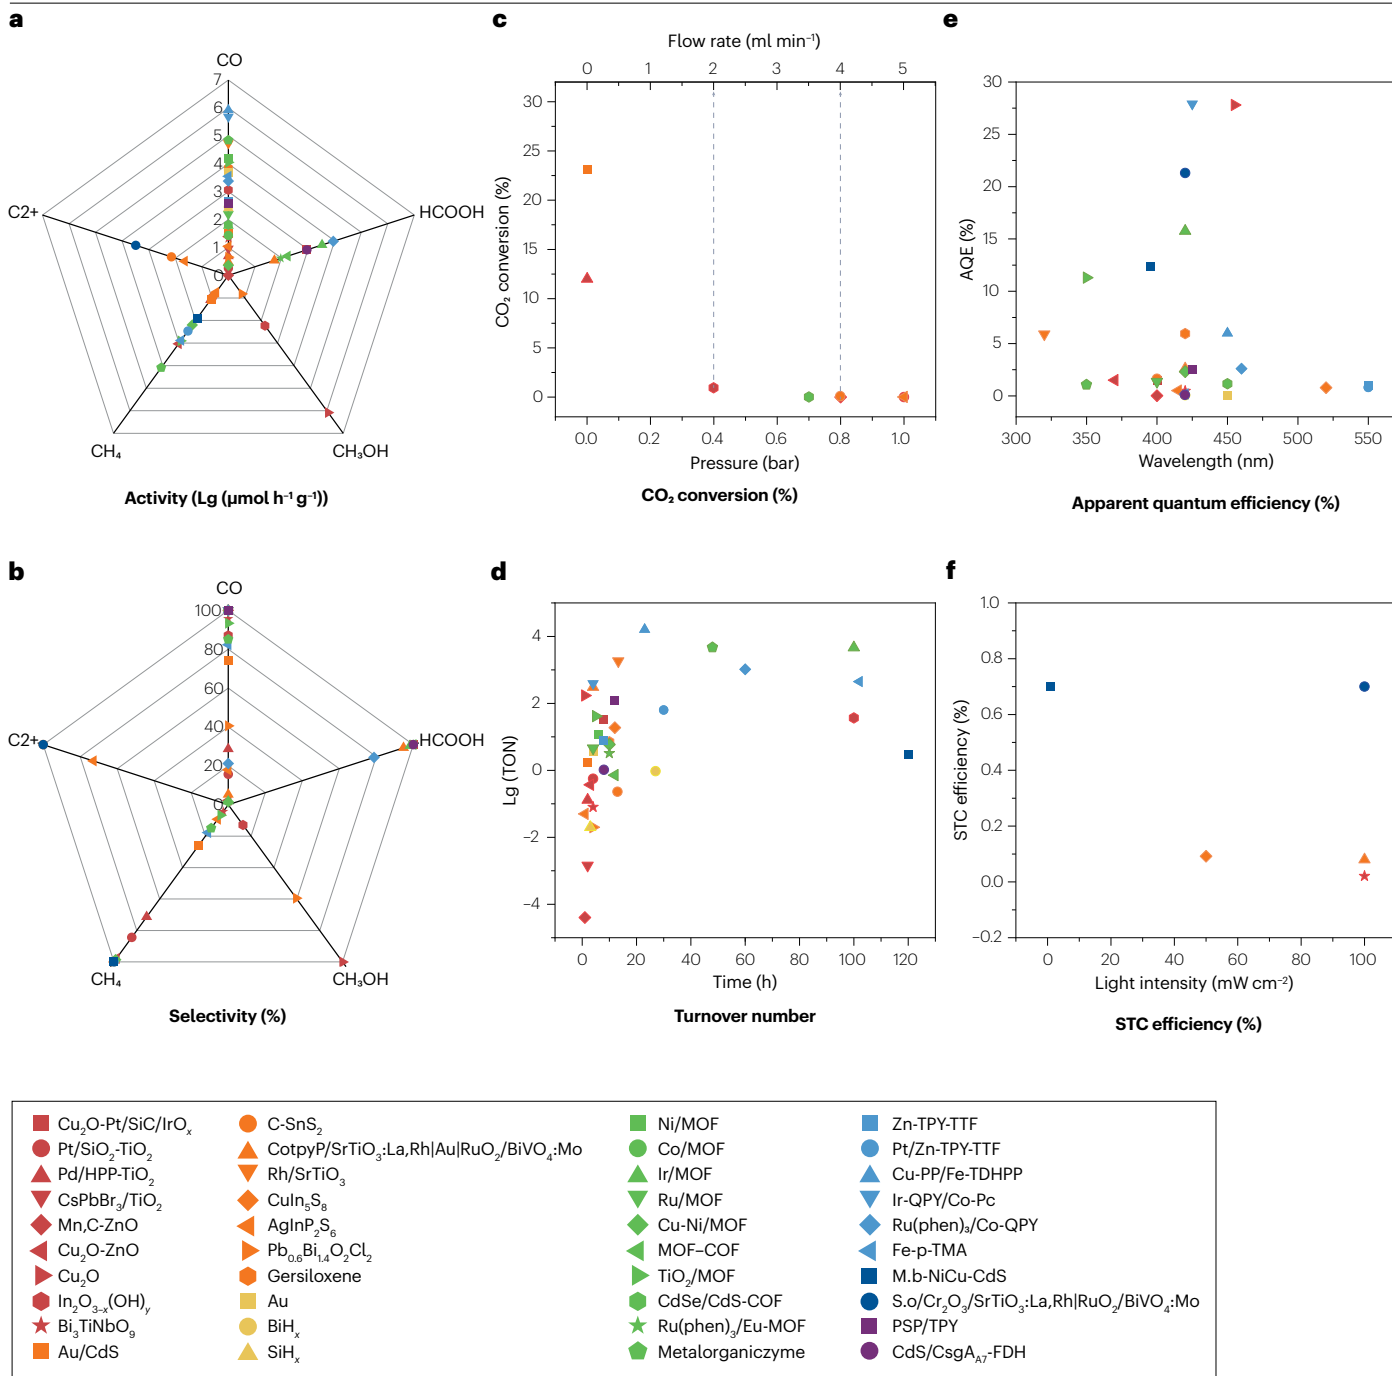 a
CO
7
6
5
4
3
2
1
0
C2+
HCOOH
CH₄
CH₃OH
Activity (Lg (µmol h⁻¹ g⁻¹))
b
CO
100
80
60
40
20
0
C2+
HCOOH
CH₄
CH₃OH
Selectivity (%)
c
Flow rate (ml min⁻¹)
0 1 2 3 4 5
CO₂ conversion (%)
30
25
20
15
10
5
0
0.0 0.2 0.4 0.6 0.8 1.0
Pressure (bar)
CO₂ conversion (%)
d
Lg (TON)
4
2
0
−2
−4
0 20 40 60 80 100 120
Time (h)
Turnover number
e
AQE (%)
30
25
20
15
10
5
0
300 350 400 450 500 550
Wavelength (nm)
Apparent quantum efficiency (%)
f
STC efficiency (%)
1.0
0.8
0.6
0.4
0.2
0.0
−0.2
0 20 40 60 80 100
Light intensity (mW cm⁻²)
STC efficiency (%)
Cu₂O-Pt/SiC/IrOₓ
Pt/SiO₂-TiO₂
Pd/HPP-TiO₂
CsPbBr₃/TiO₂
Mn,C-ZnO
Cu₂O-ZnO
Cu₂O
In₂O₃₋ₓ(OH)y
Bi₃TiNbO₉
Au/CdS
C-SnS₂
CotpyP/SrTiO₃:La,Rh|Au|RuO₂/BiVO₄:Mo
Rh/SrTiO₃
CuIn₅S₈
AgInP₂S₆
Pb₀.₆Bi₁.₄O₂Cl₂
Gersiloxene
Au
BiHₓ
SiHₓ
Ni/MOF
Co/MOF
Ir/MOF
Ru/MOF
Cu-Ni/MOF
MOF–COF
TiO₂/MOF
CdSe/CdS-COF
Ru(phen)₃/Eu-MOF
Metalorganiczyme
Zn-TPY-TTF
Pt/Zn-TPY-TTF
Cu-PP/Fe-TDHPP
Ir-QPY/Co-Pc
Ru(phen)₃/Co-QPY
Fe-p-TMA
M.b-NiCu-CdS
S.o/Cr₂O₃/SrTiO₃:La,Rh|RuO₂/BiVO₄:Mo
PSP/TPY
CdS/CsgA_A7-FDH